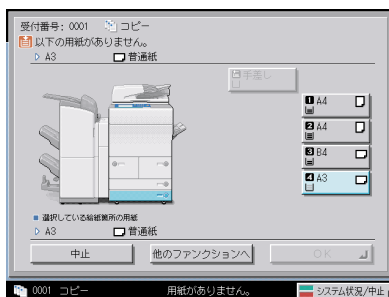 受付番号: 0001 コピー
以下の用紙がありません。
A3 普通紙
手差し
1 A4
2 A4
3 B4
4 A3
選択している給紙箇所の用紙
A3 普通紙
中止
他のファンクションへ
OK
0001 コピー 用紙がありません。 システム状況/中止